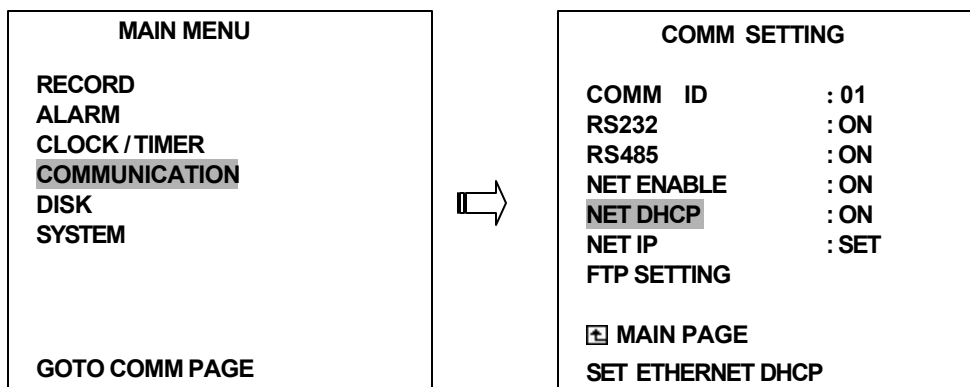 MAIN MENU
RECORD
ALARM
CLOCK / TIMER
COMMUNICATION
DISK
SYSTEM
GOTO COMM PAGE
COMM SETTING
COMM ID : 01
RS232 : ON
RS485 : ON
NET ENABLE : ON
NET DHCP : ON
NET IP : SET
FTP SETTING
MAIN PAGE
SET ETHERNET DHCP